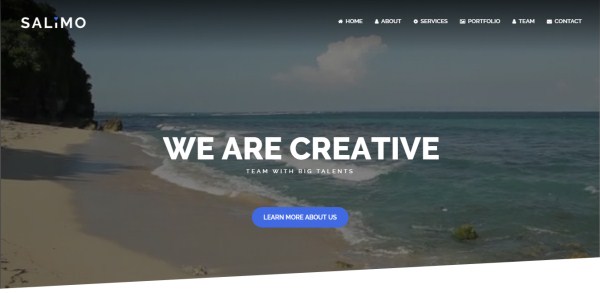 SALiMO
HOME ABOUT SERVICES PORTFOLIO TEAM CONTACT
WE ARE CREATIVE
TEAM WITH BIG TALENTS
LEARN MORE ABOUT US